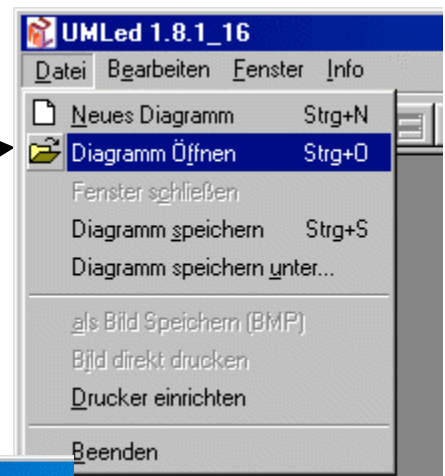 UMLed 1.8.1_16
Datei Bearbeiten Fenster Info
Neues Diagramm Strg+N
Diagramm Öffnen Strg+O
Fenster schließen
Diagramm speichern Strg+S
Diagramm speichern unter...
als Bild Speichern (BMP)
Bild direkt drucken
Drucker einrichten
Beenden